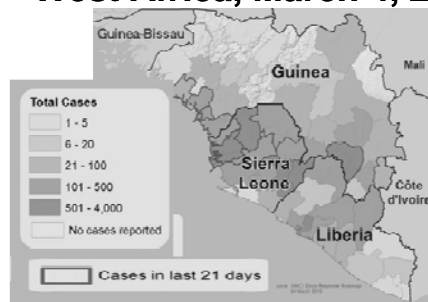 West Africa, March 4, 2
Guinea-Bissau
Guinea
Mali
Total Cases
1 - 5
6 - 20
21 - 100
101 - 500
501 - 4,000
No cases reported
Sierra
Leone
Côte
d'Ivoire
Liberia
Cases in last 21 days